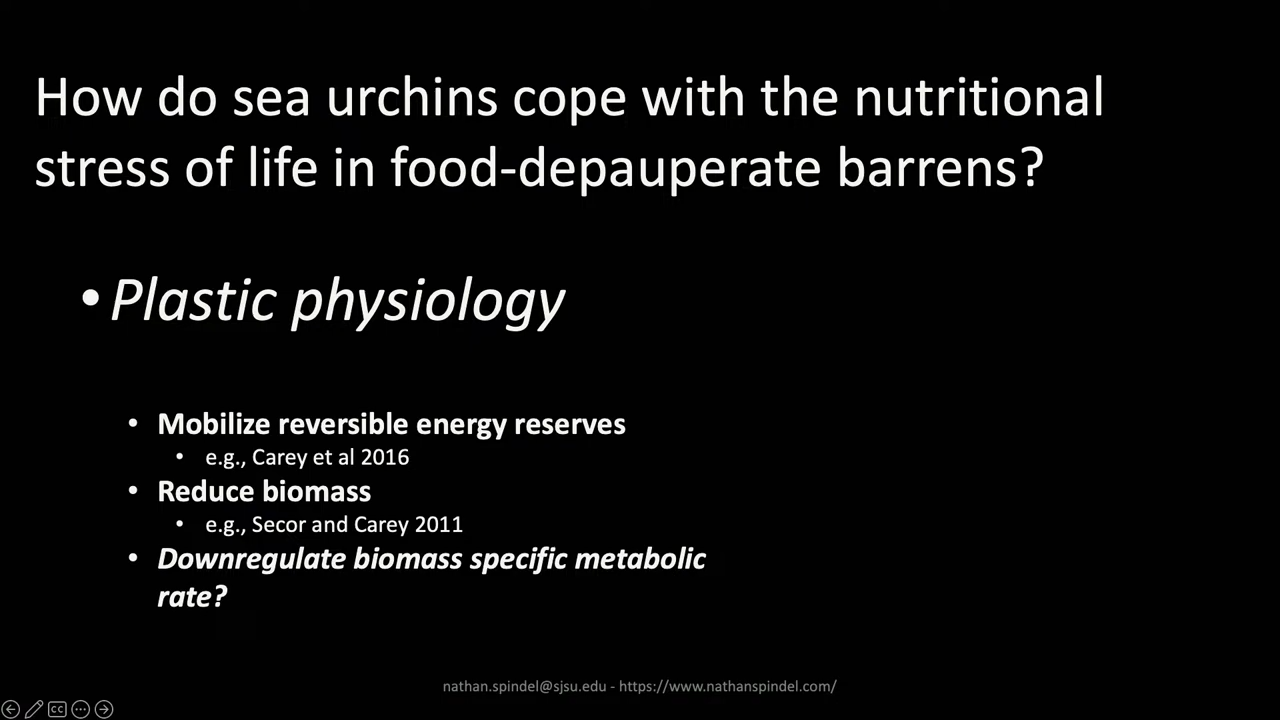 How do sea urchins cope with the nutritional
stress of life in food-depauperate barrens?
• Plastic physiology
• Mobilize reversible energy reserves
• e.g., Carey et al 2016
• Reduce biomass
• e.g., Secor and Carey 2011
• Downregulate biomass specific metabolic
rate?
nathan.spindel@sjsu.edu - https://www.nathanspindel.com/
CC